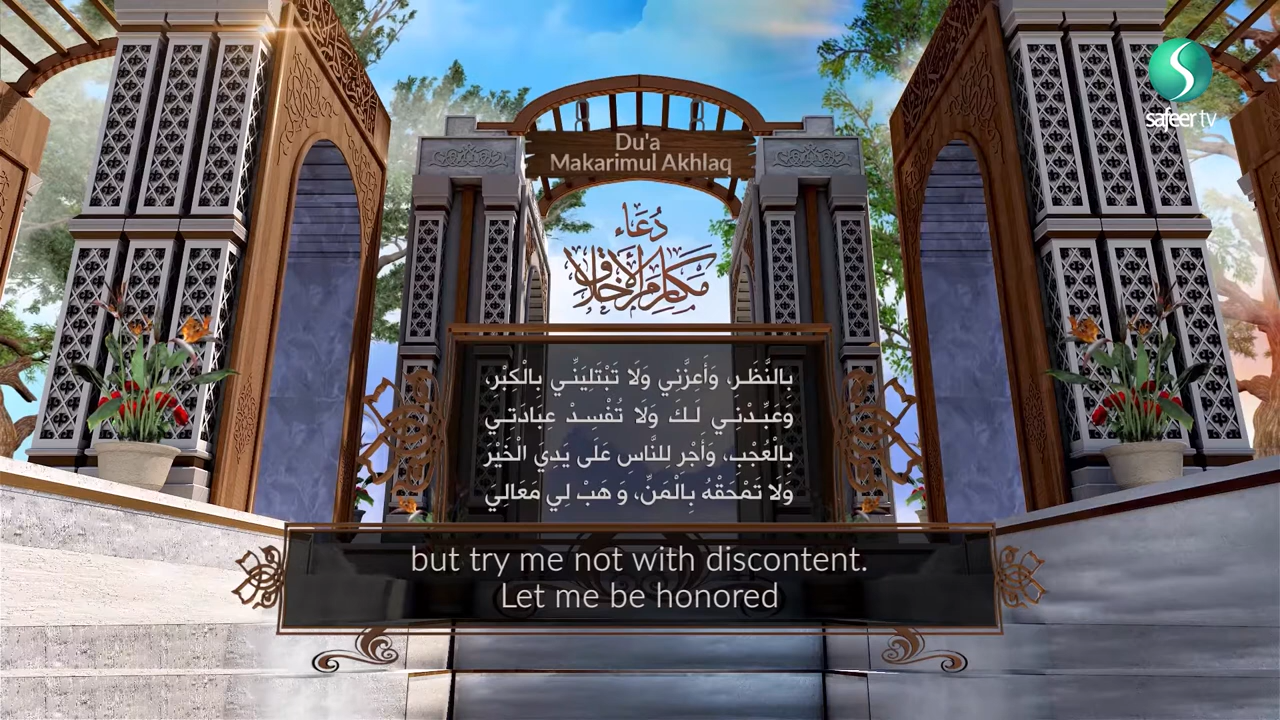 safeer tv
Du'a
Makarimul Akhlaq
دُعَاء
مَكَارِمِ الْأَخْلَاقِ
بِالنَّظَرِ، وَأَعِزَّنِي وَلَا تَبْتَلِيَنِّي بِالْكِبْرِ،
وَعَبِّدْنِي لَكَ وَلَا تُفْسِدْ عِبَادَتِي
بِالْعُجْبِ، وَأَجْرِ لِلنَّاسِ عَلَى يَدِيَ الْخَيْرَ
وَلَا تَمْحَقْهُ بِالْمَنِّ، وَ هَبْ لِي مَعَالِي
but try me not with discontent.
Let me be honored